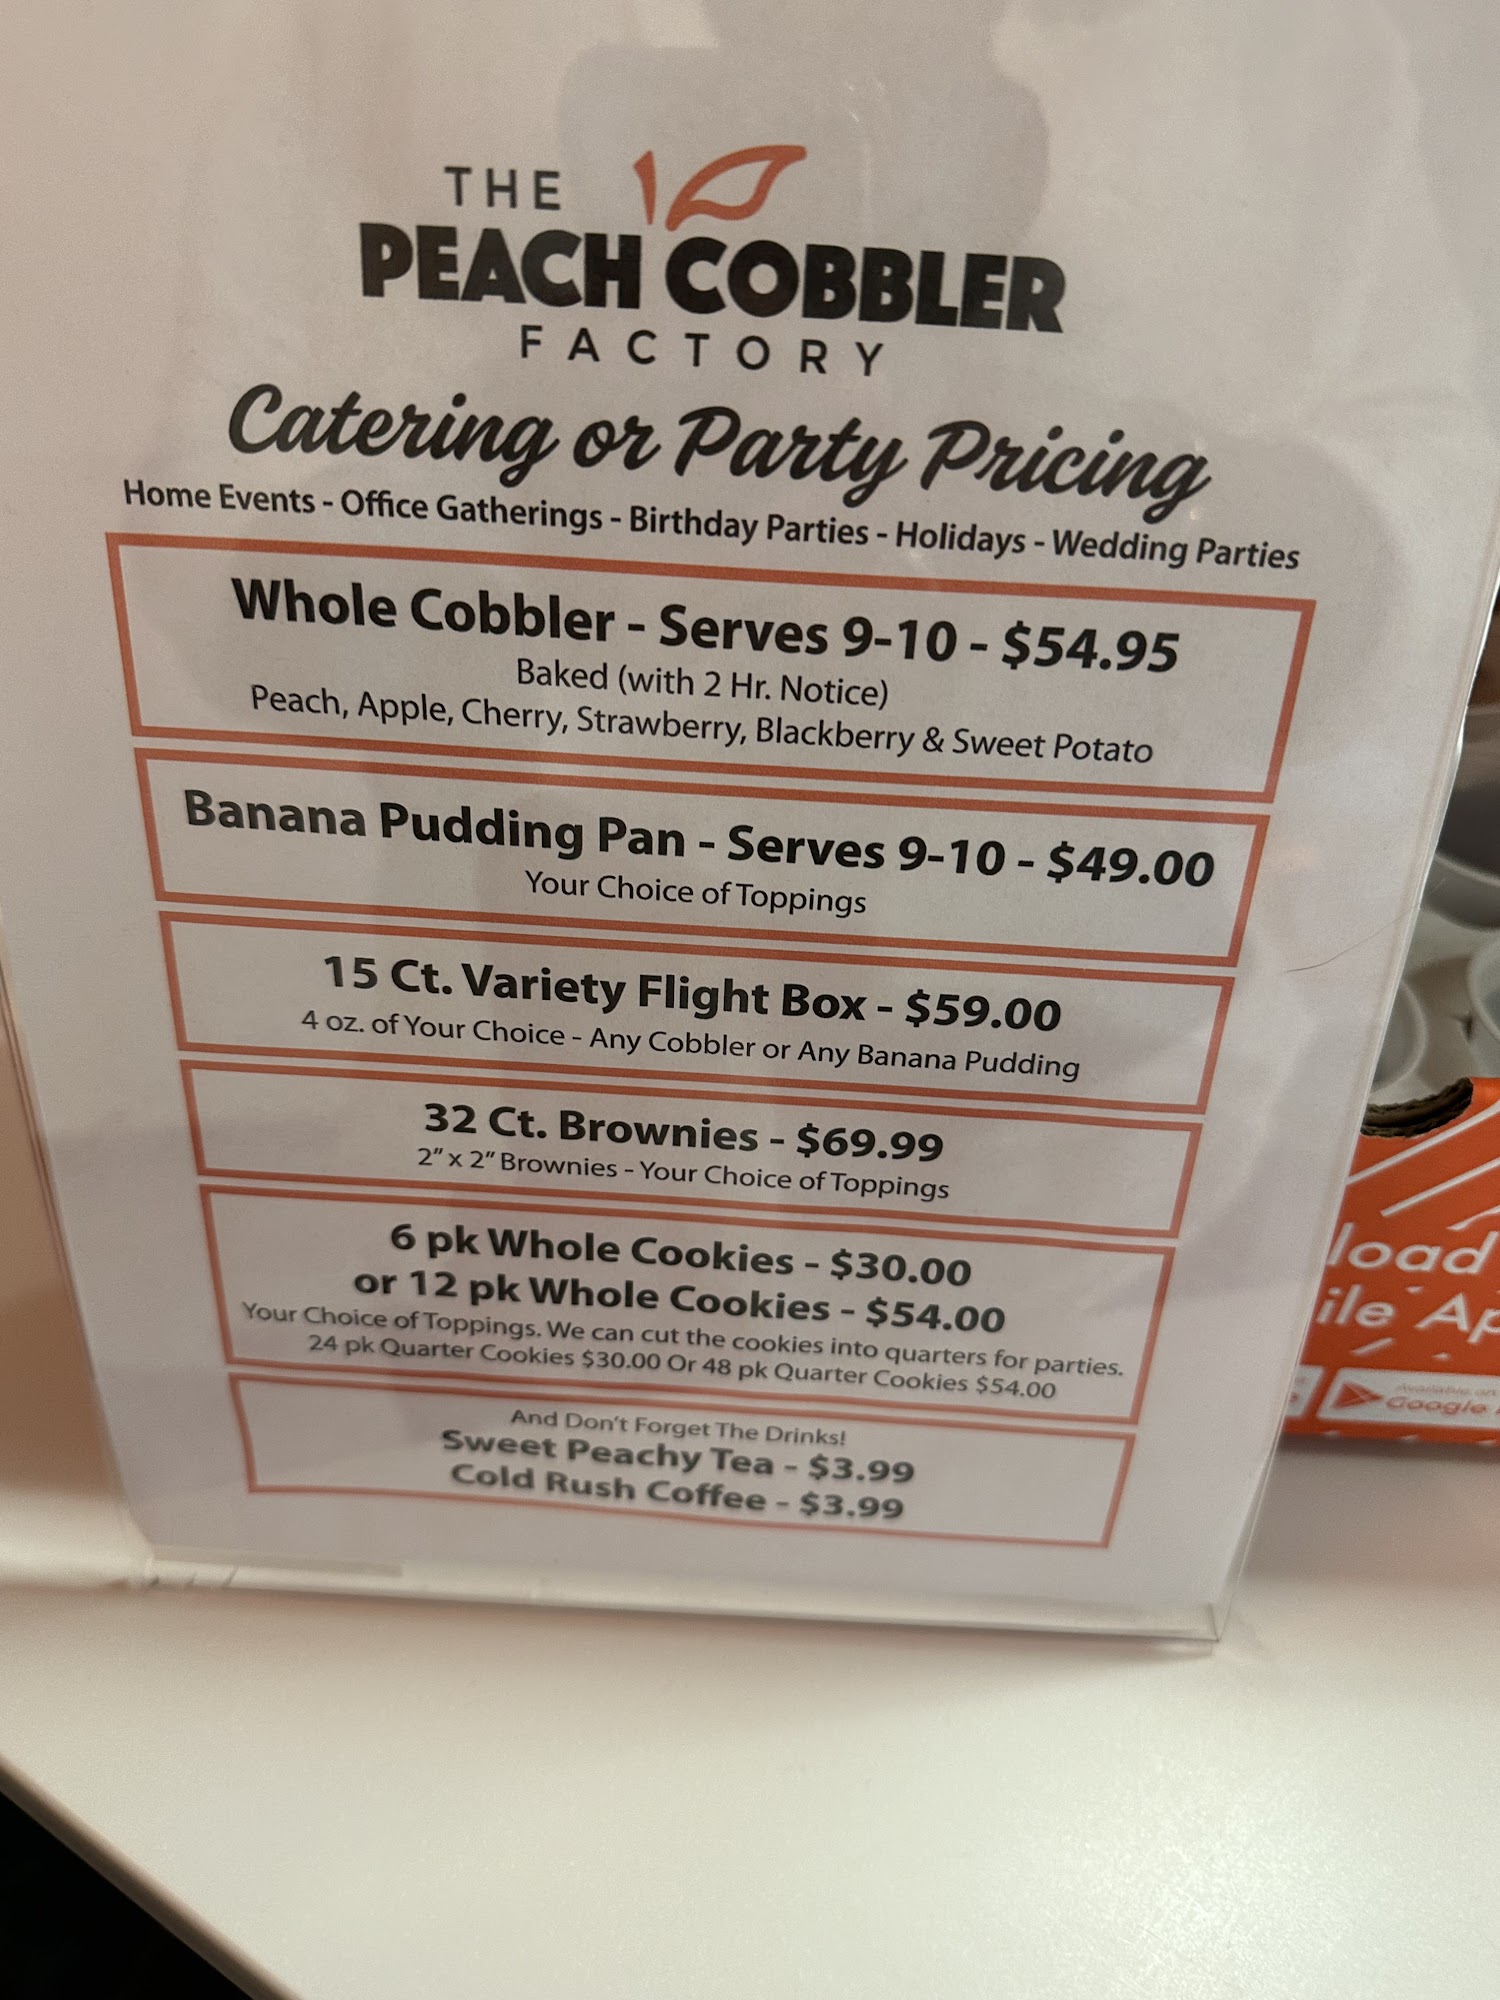 THE
PEACH COBBLER
FACTORY
Catering or Party Pricing
Home Events - Office Gatherings - Birthday Parties - Holidays - Wedding Parties
Whole Cobbler - Serves 9-10 - $54.95
Baked (with 2 Hr. Notice)
Peach, Apple, Cherry, Strawberry, Blackberry & Sweet Potato
Banana Pudding Pan - Serves 9-10 - $49.00
Your Choice of Toppings
15 Ct. Variety Flight Box - $59.00
4 oz. of Your Choice - Any Cobbler or Any Banana Pudding
32 Ct. Brownies - $69.99
2" x 2" Brownies - Your Choice of Toppings
6 pk Whole Cookies - $30.00
or 12 pk Whole Cookies - $54.00
Your Choice of Toppings. We can cut the cookies into quarters for parties.
24 pk Quarter Cookies $30.00 Or 48 pk Quarter Cookies $54.00
And Don't Forget The Drinks!
Sweet Peachy Tea - $3.99
Cold Rush Coffee - $3.99
load
ile Ap
Available on
Google